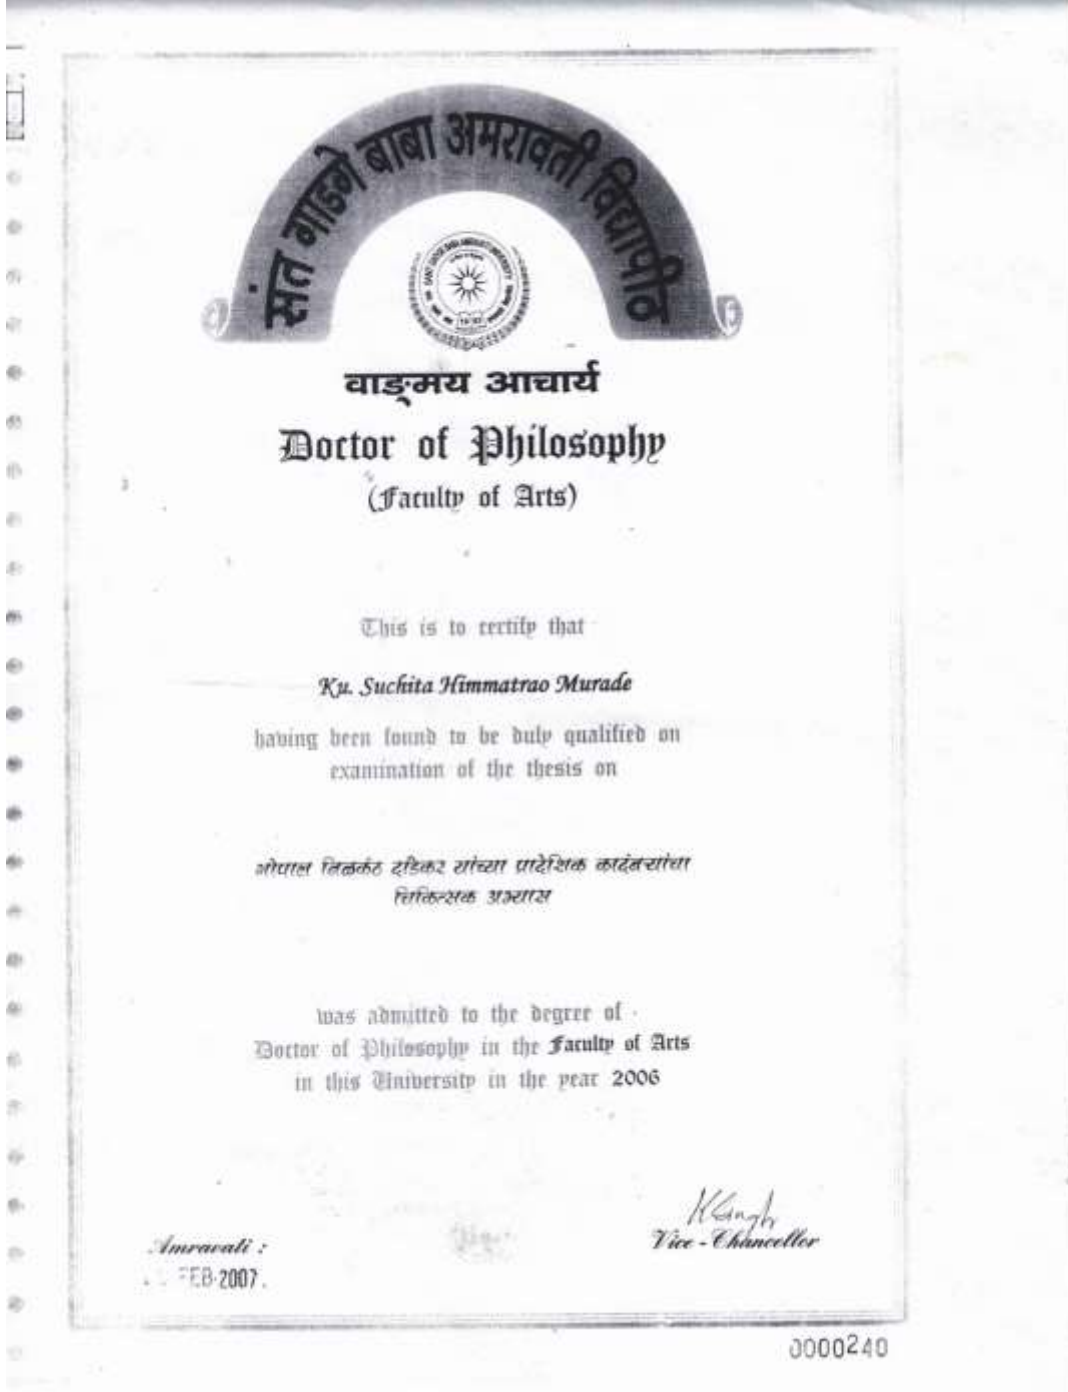 संत गाडगे बाबा अमरावती विद्यापीठ
वाङ्मय आचार्य
Doctor of Philosophy
(Faculty of Arts)
This is to certify that
Ku. Suchita Himmatrao Murade
having been found to be duly qualified on
examination of the thesis on
गोपाल निळकंठ दांडेकर यांच्या प्रादेशिक कादंबऱ्यांचा
चिकित्सक अभ्यास
was admitted to the degree of
Doctor of Philosophy in the Faculty of Arts
in this University in the year 2006
Vice-Chancellor
Amravati :
FEB 2007.
0000240